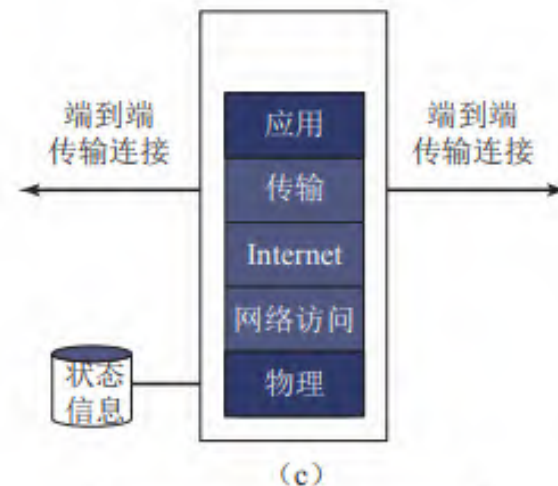 端到端
传输连接
应用
传输
Internet
网络访问
物理
端到端
传输连接
状态
信息
（c）